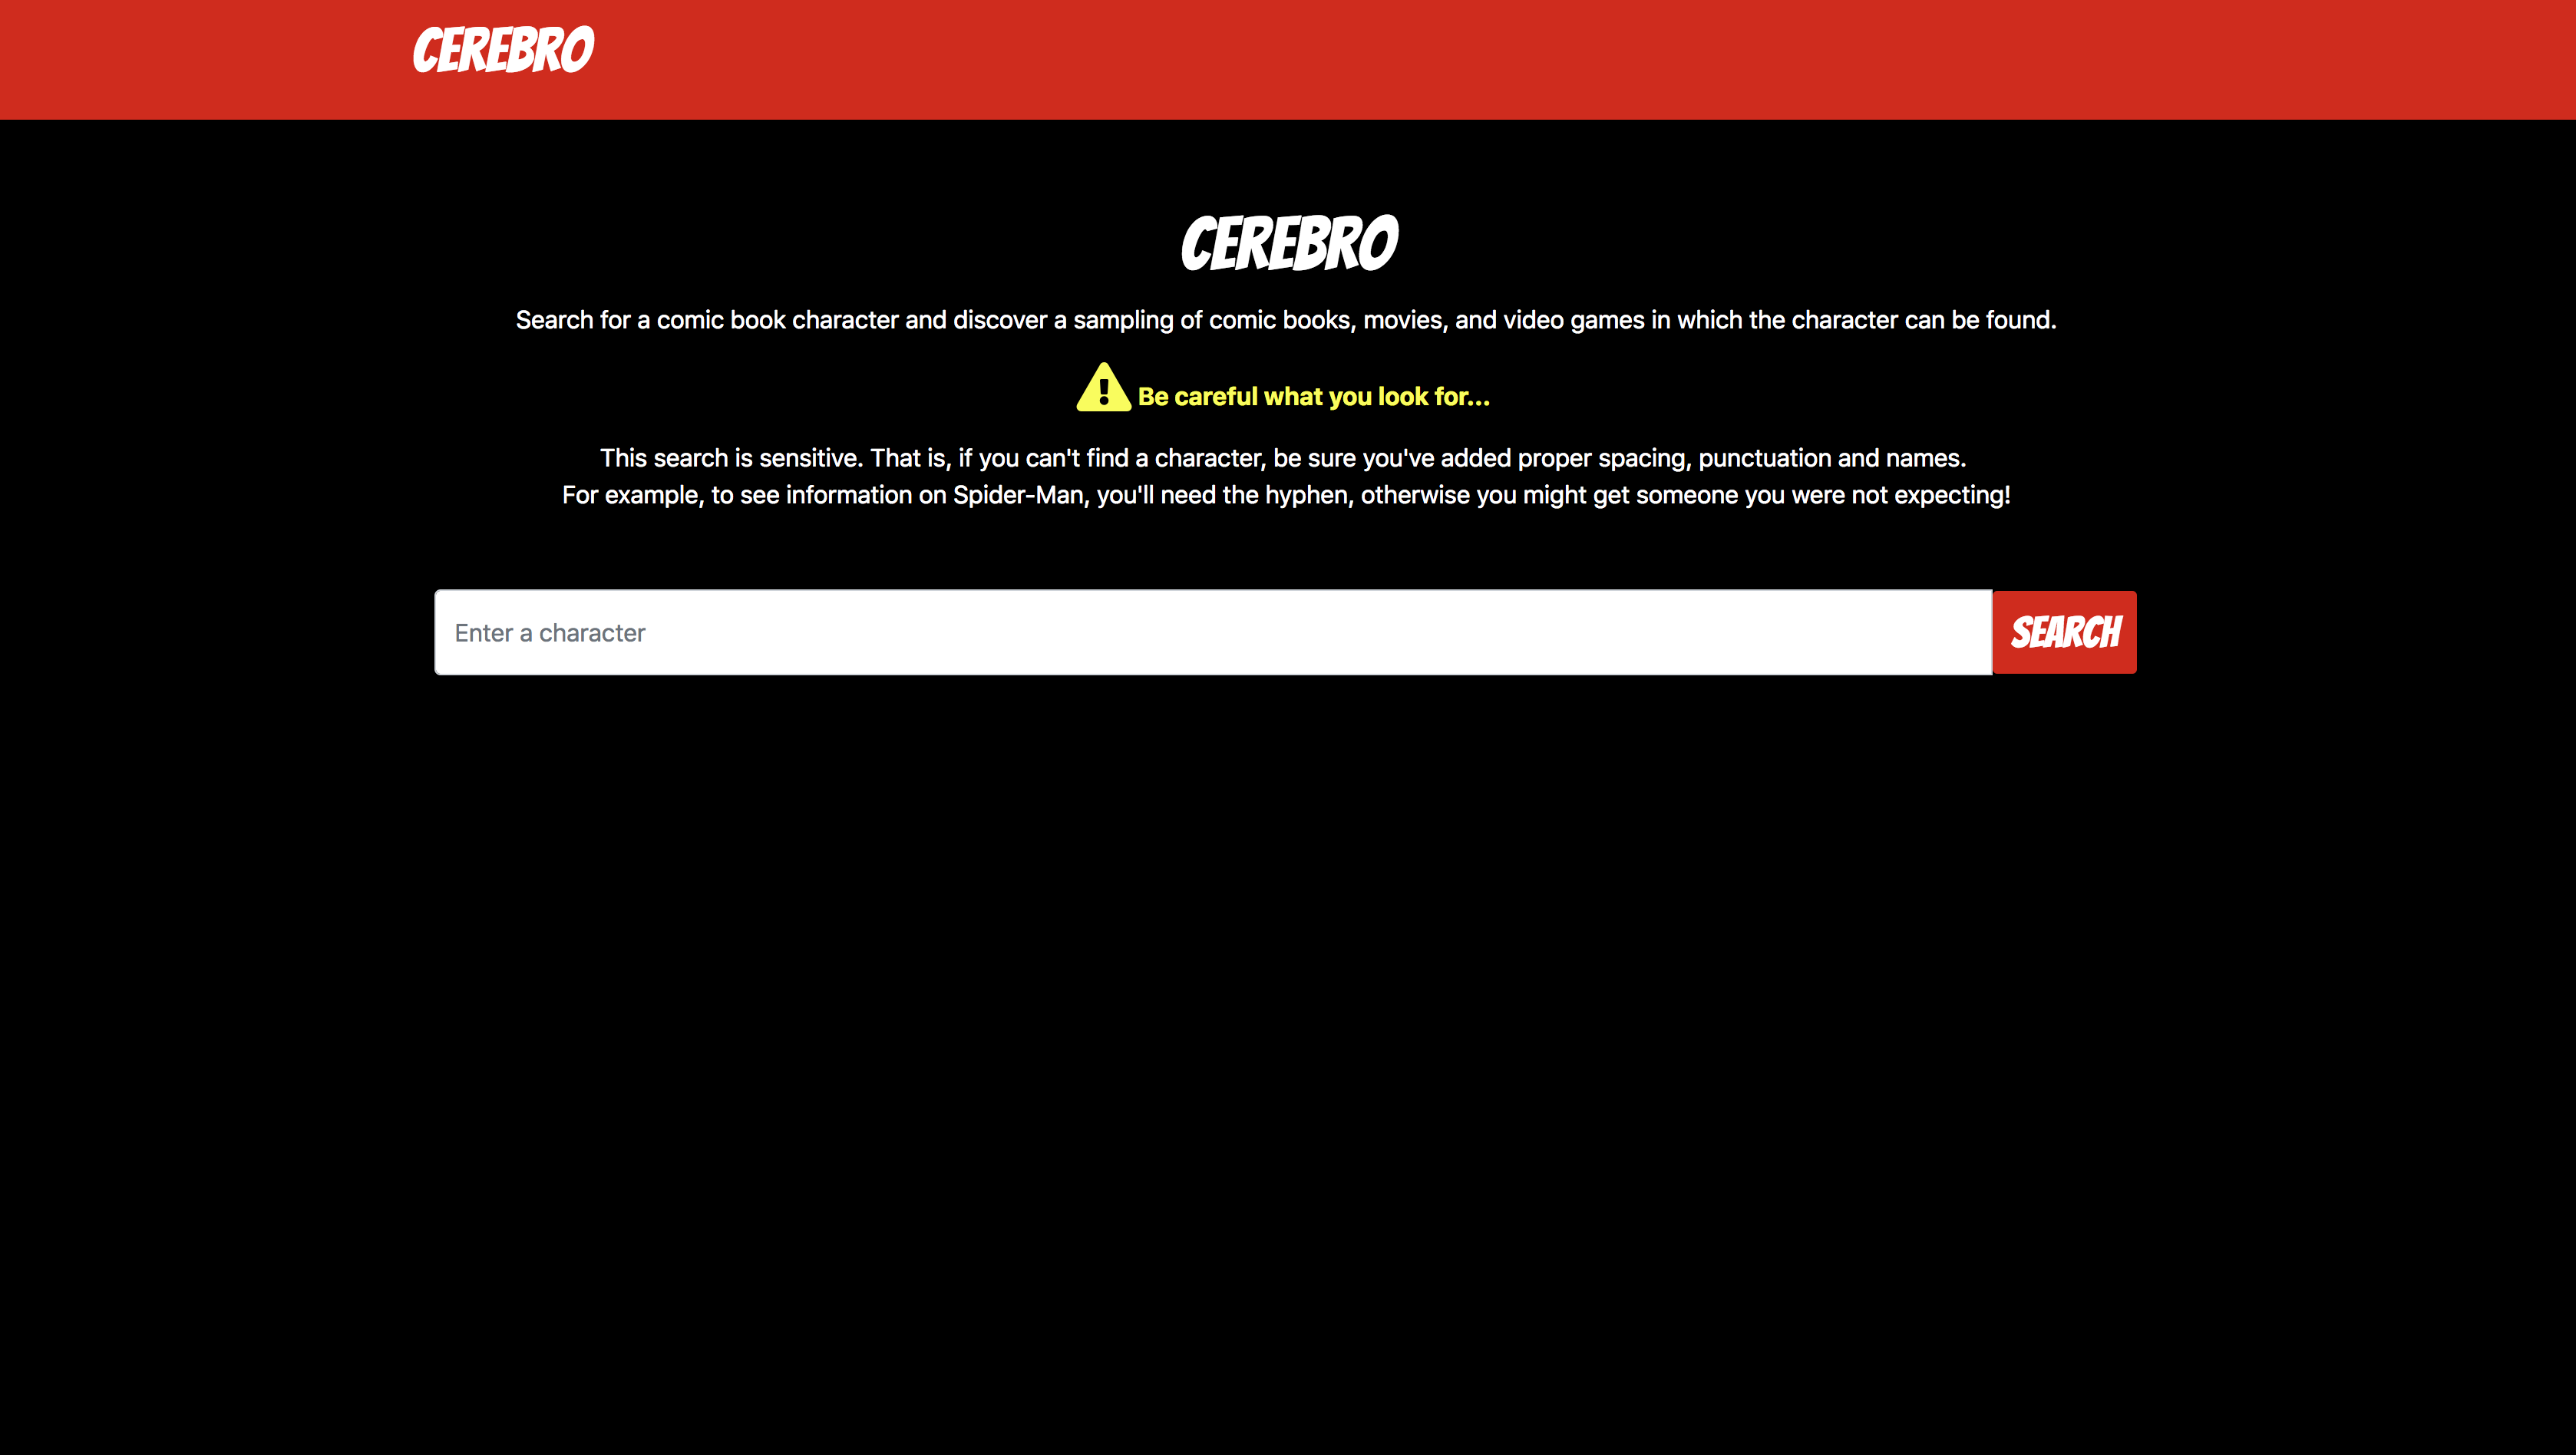 CEREBRO
CEREBRO
Search for a comic book character and discover a sampling of comic books, movies, and video games in which the character can be found.
Be careful what you look for...
This search is sensitive. That is, if you can't find a character, be sure you've added proper spacing, punctuation and names.
For example, to see information on Spider-Man, you'll need the hyphen, otherwise you might get someone you were not expecting!
Enter a character
SEARCH